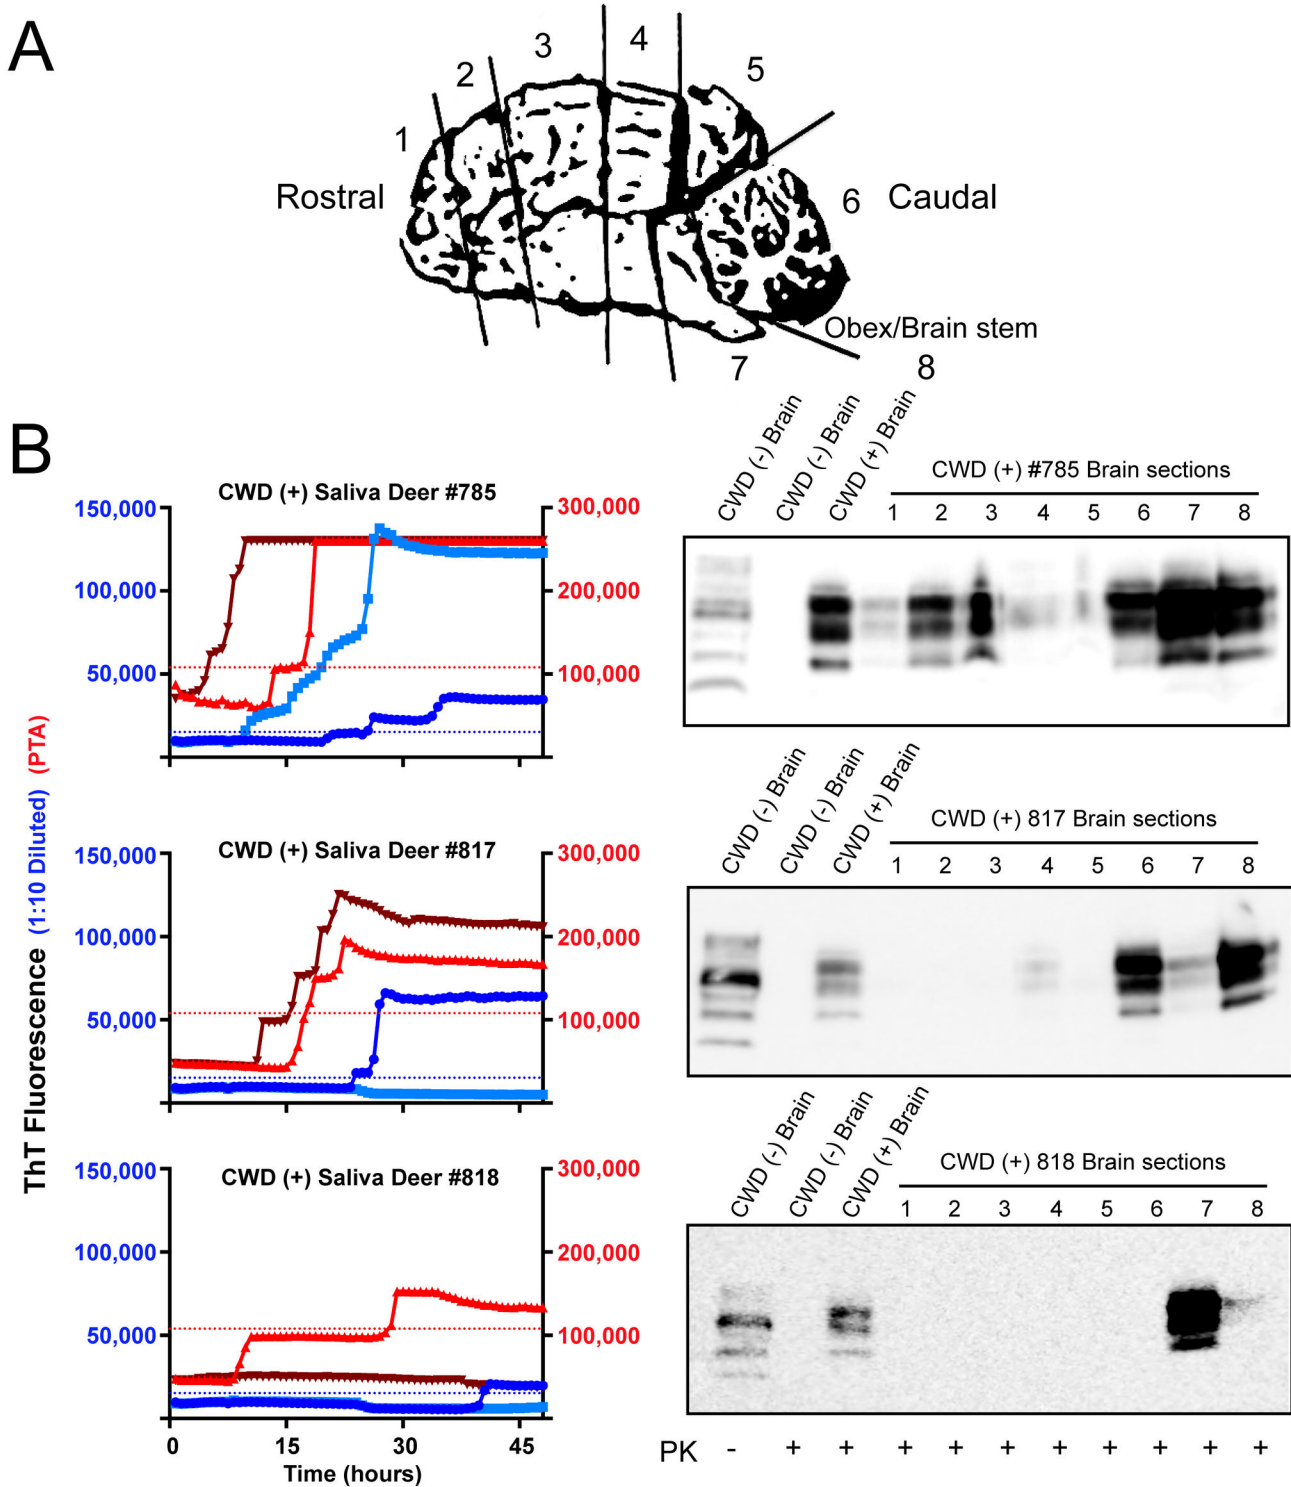 A
1
2
3
4
5
6
7
8
Rostral
Caudal
Obex/Brain stem
B
ThT Fluorescence (1:10 Diluted) (PTA)
CWD (+) Saliva Deer #785
150,000
100,000
50,000
300,000
200,000
100,000
CWD (-) Brain
CWD (-) Brain
CWD (+) Brain
CWD (+) #785 Brain sections
1 2 3 4 5 6 7 8
CWD (+) Saliva Deer #817
150,000
100,000
50,000
300,000
200,000
100,000
CWD (-) Brain
CWD (-) Brain
CWD (+) Brain
CWD (+) 817 Brain sections
1 2 3 4 5 6 7 8
CWD (+) Saliva Deer #818
150,000
100,000
50,000
300,000
200,000
100,000
0 15 30 45
Time (hours)
CWD (-) Brain
CWD (-) Brain
CWD (+) Brain
CWD (+) 818 Brain sections
1 2 3 4 5 6 7 8
PK - + + + + + + + + + +